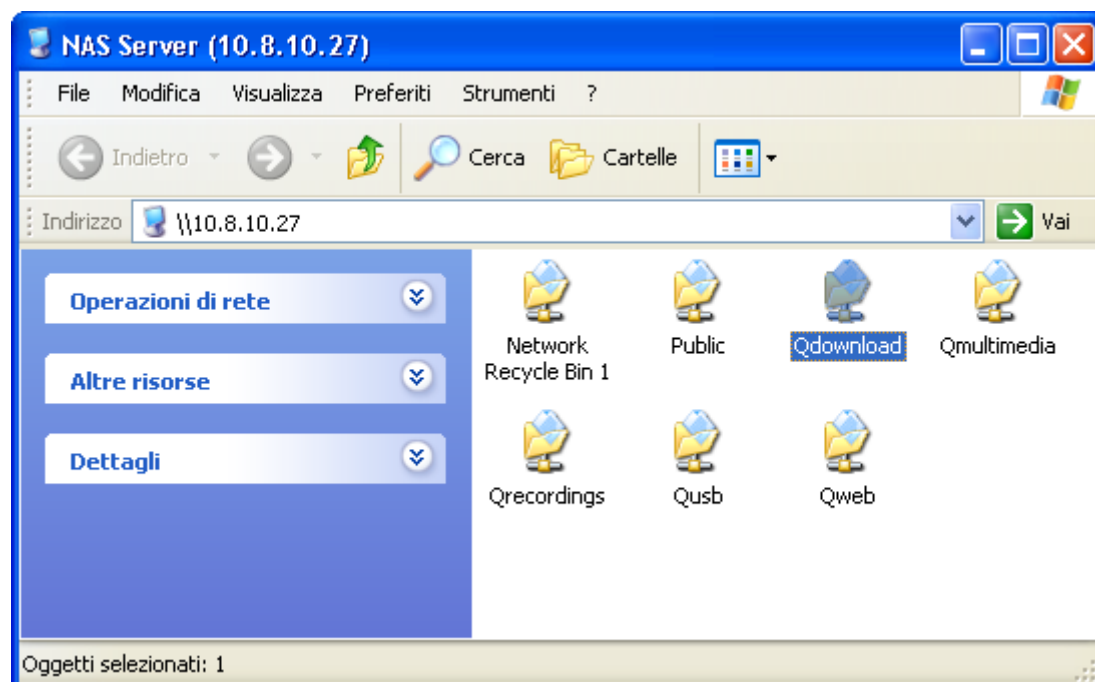 NAS Server (10.8.10.27)
File Modifica Visualizza Preferiti Strumenti ?
Indietro Cerca Cartelle
Indirizzo \\10.8.10.27 Vai
Operazioni di rete
Altre risorse
Dettagli
Network Recycle Bin 1
Public
Qdownload
Qmultimedia
Qrecordings
Qusb
Qweb
Oggetti selezionati: 1